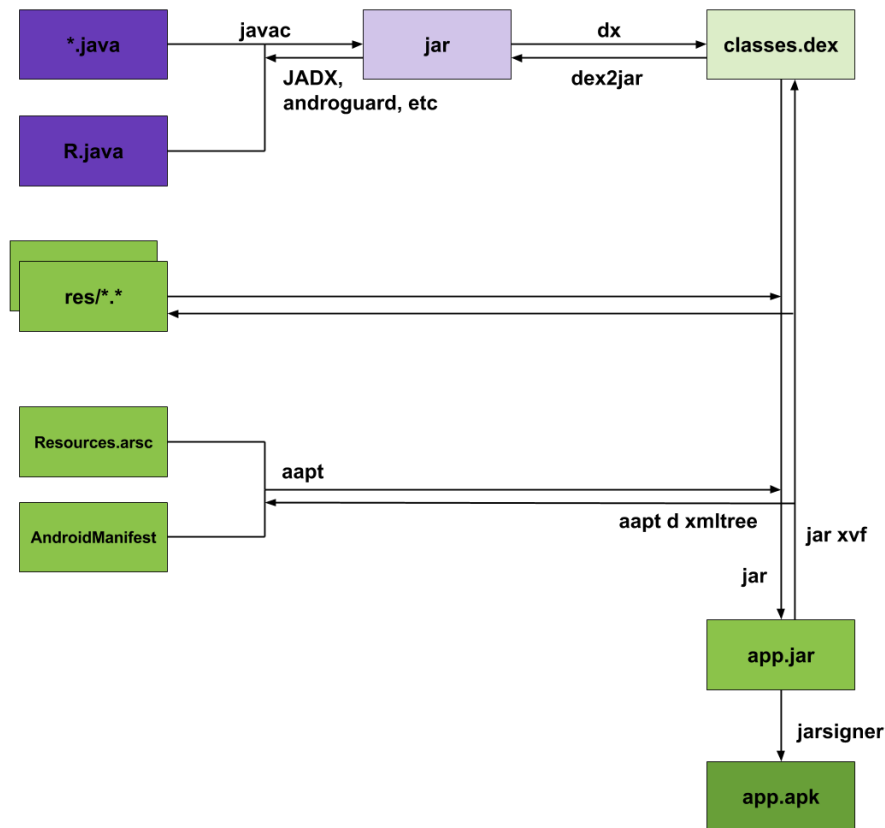 *.java
javac
jar
dx
classes.dex
JADX,
androguard, etc
dex2jar
R.java
res/*.*
Resources.arsc
aapt
AndroidManifest
aapt d xmltree
jar xvf
jar
app.jar
jarsigner
app.apk